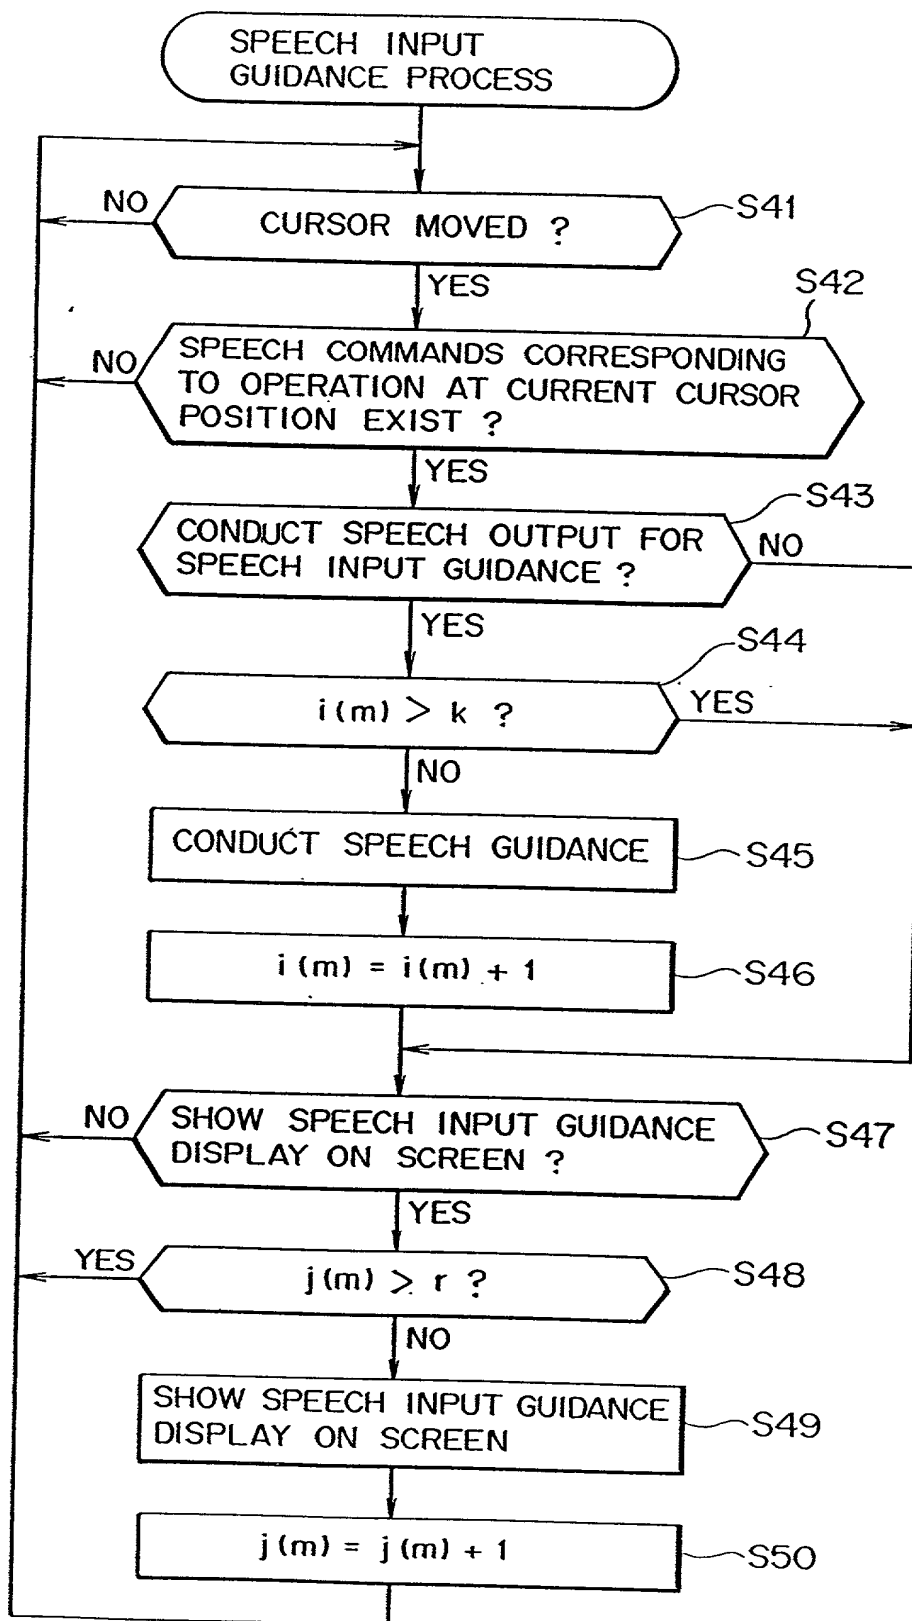 SPEECH INPUT
GUIDANCE PROCESS
NO
CURSOR MOVED ?
S41
YES
S42
NO
SPEECH COMMANDS CORRESPONDING
TO OPERATION AT CURRENT CURSOR
POSITION EXIST ?
YES
S43
CONDUCT SPEECH OUTPUT FOR
SPEECH INPUT GUIDANCE ?
NO
YES
S44
i(m) > k ?
YES
NO
CONDUCT SPEECH GUIDANCE
S45
i(m) = i(m) + 1
S46
NO
SHOW SPEECH INPUT GUIDANCE
DISPLAY ON SCREEN ?
S47
YES
YES
j(m) > r ?
S48
NO
SHOW SPEECH INPUT GUIDANCE
DISPLAY ON SCREEN
S49
j(m) = j(m) + 1
S50